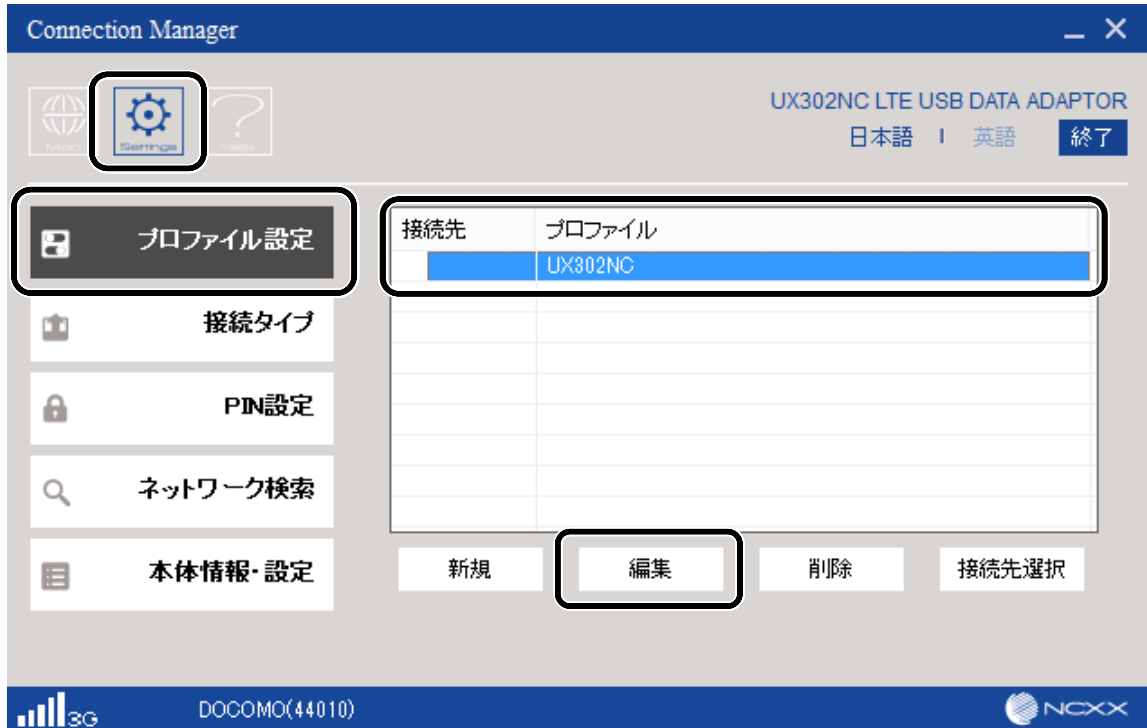 Connection Manager
Main
Settings
Help
UX302NC LTE USB DATA ADAPTOR
日本語 | 英語 終了
プロファイル設定
接続タイプ
PIN設定
ネットワーク検索
本体情報・設定
接続先 プロファイル
UX302NC
新規 編集 削除 接続先選択
3G DOCOMO(44010) NCXX